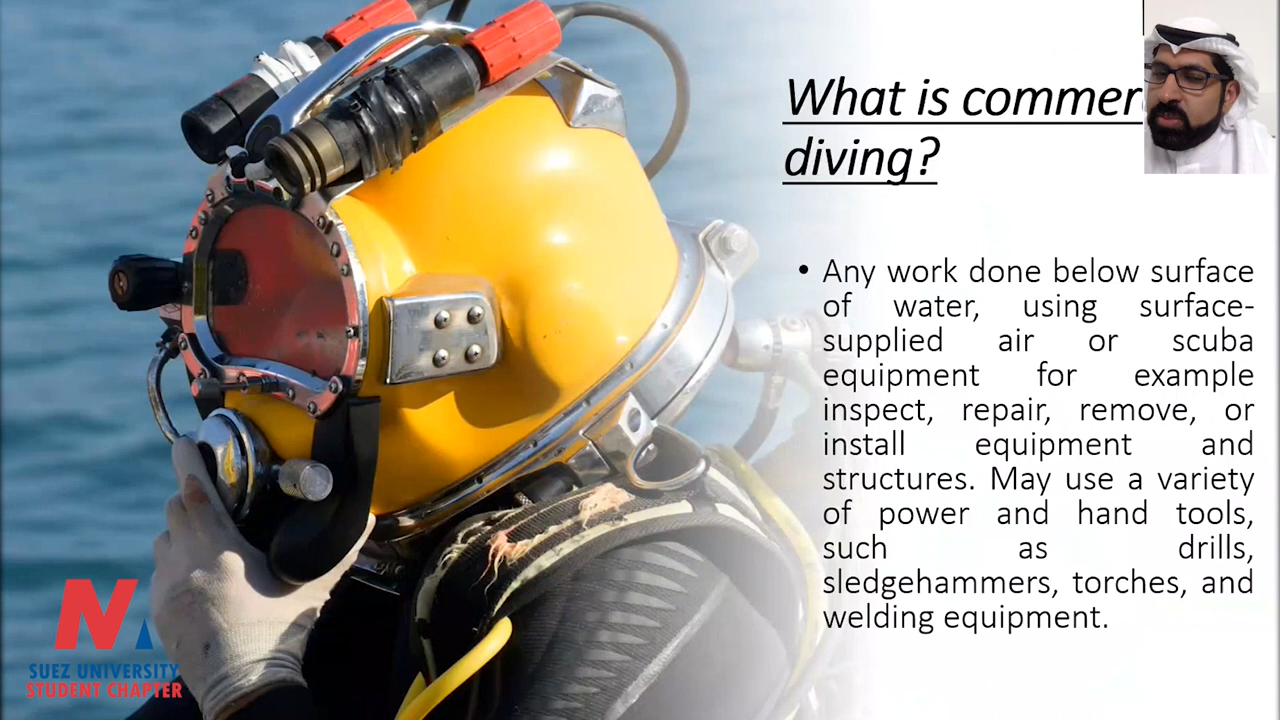 What is commer
diving?
• Any work done below surface
of water, using surface-
supplied air or scuba
equipment for example
inspect, repair, remove, or
install equipment and
structures. May use a variety
of power and hand tools,
such as drills,
sledgehammers, torches, and
welding equipment.
SUEZ UNIVERSITY
STUDENT CHAPTER